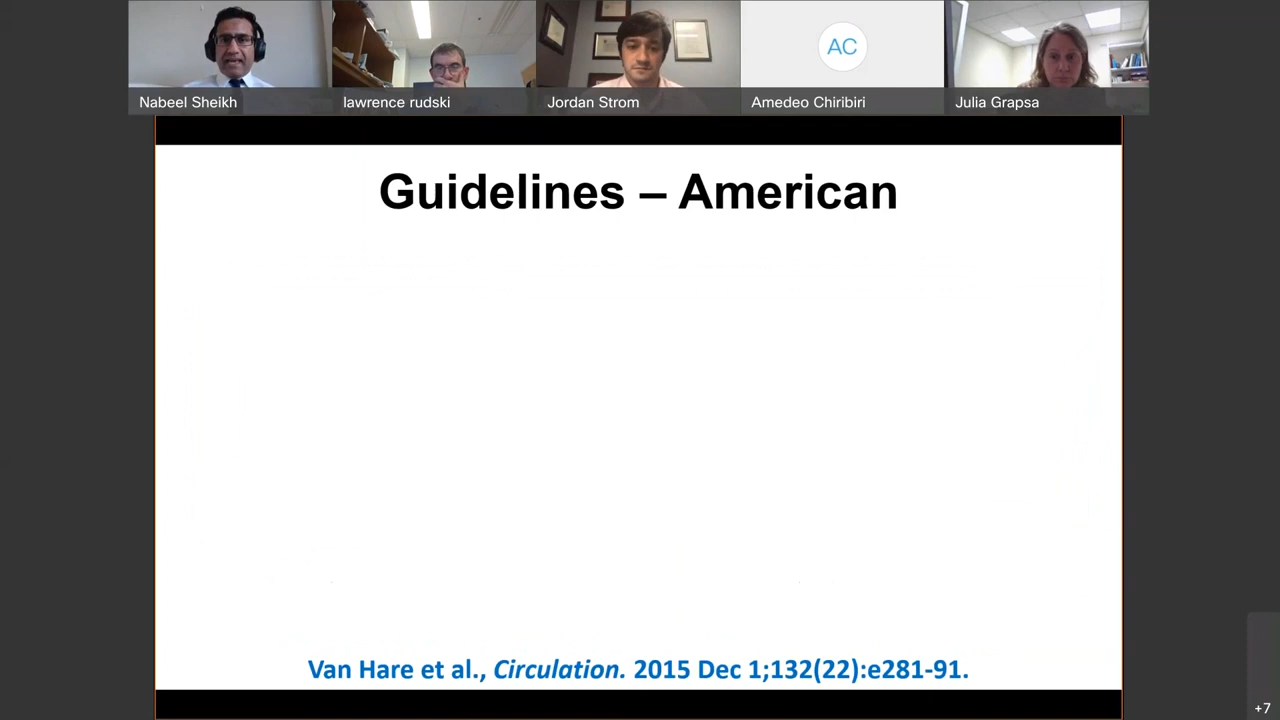 AC
Nabeel Sheikh
lawrence rudski
Jordan Strom
Amedeo Chiribiri
Julia Grapsa
Guidelines – American
Van Hare et al., Circulation. 2015 Dec 1;132(22):e281-91.
+7